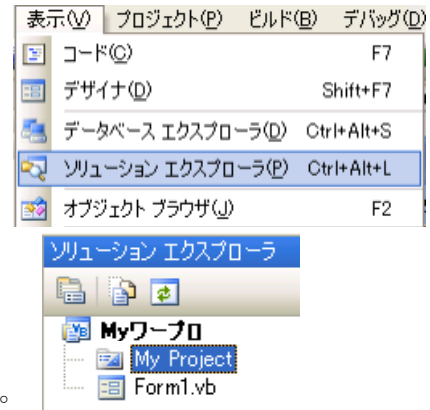 表示(V) プロジェクト(P) ビルド(B) デバッグ(D)
コード(C) F7
デザイナ(D) Shift+F7
データベース エクスプローラ(D) Ctrl+Alt+S
ソリューション エクスプローラ(P) Ctrl+Alt+L
オブジェクト ブラウザ(J) F2
ソリューション エクスプローラ
Myワープロ
My Project
Form1.vb
。